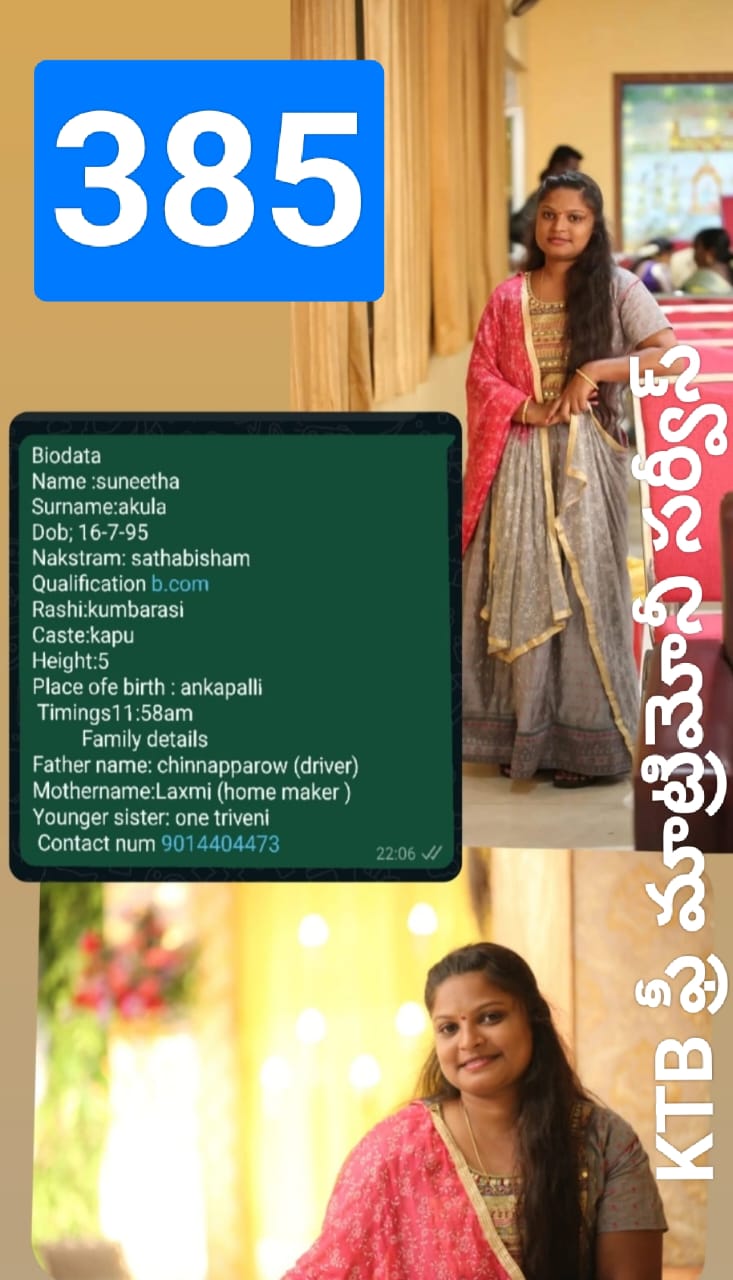 385
Biodata
Name :suneetha
Surname:akula
Dob; 16-7-95
Nakstram: sathabisham
Qualification b.com
Rashi:kumbarasi
Caste:kapu
Height:5
Place ofe birth : ankapalli
Timings11:58am
Family details
Father name: chinnapparow (driver)
Mothername:Laxmi (home maker )
Younger sister: one triveni
Contact num 9014404473
22:06
KTB ఫ్రీ మాట్రిమోనీ సర్వీస్